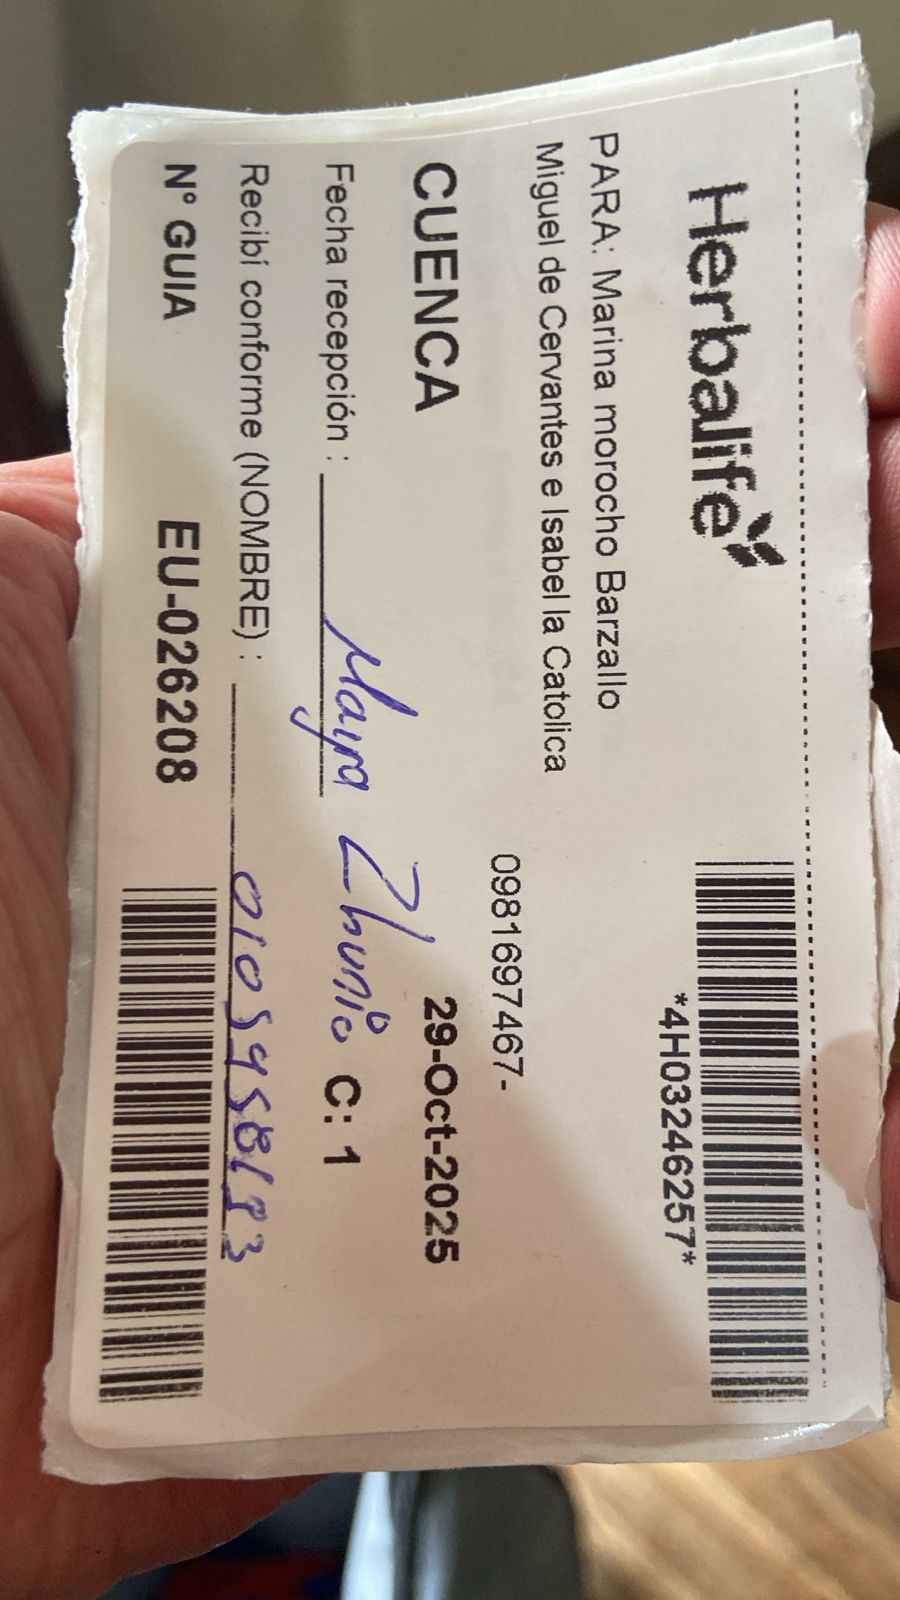 Herbalife
*4H03246257*
PARA: Marina morocho Barzallo
Miguel de Cervantes e Isabel la Catolica
0981697467-
CUENCA 29-Oct-2025
Fecha recepción : Mayra Zhunio C: 1
Recibí conforme (NOMBRE) :
N° GUIA EU-026208